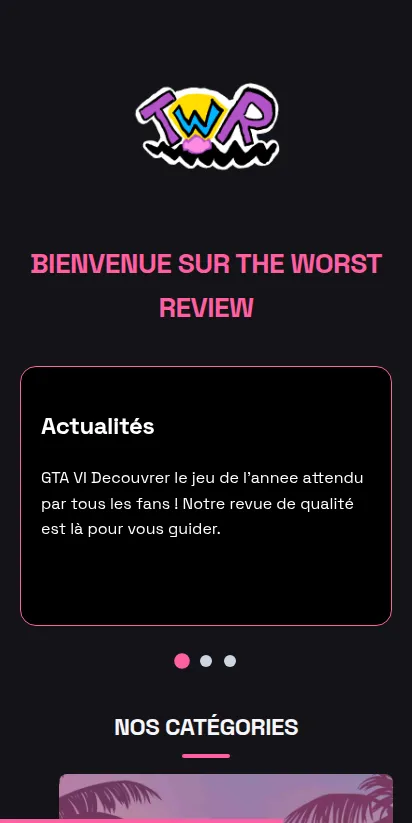 TWR
BIENVENUE SUR THE WORST
REVIEW
Actualités
GTA VI Decouvrer le jeu de l'annee attendu
par tous les fans ! Notre revue de qualité
est là pour vous guider.
NOS CATÉGORIES